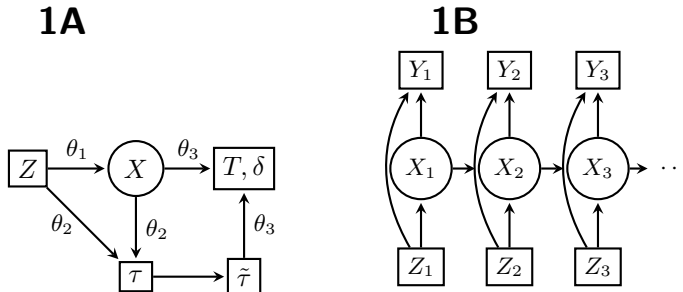 1A
1B
Y₁ Y₂ Y₃
θ₁ θ₃
Z X T, δ
X₁ X₂ X₃ ...
θ₂ θ₂ θ₃
τ τ̃
Z₁ Z₂ Z₃